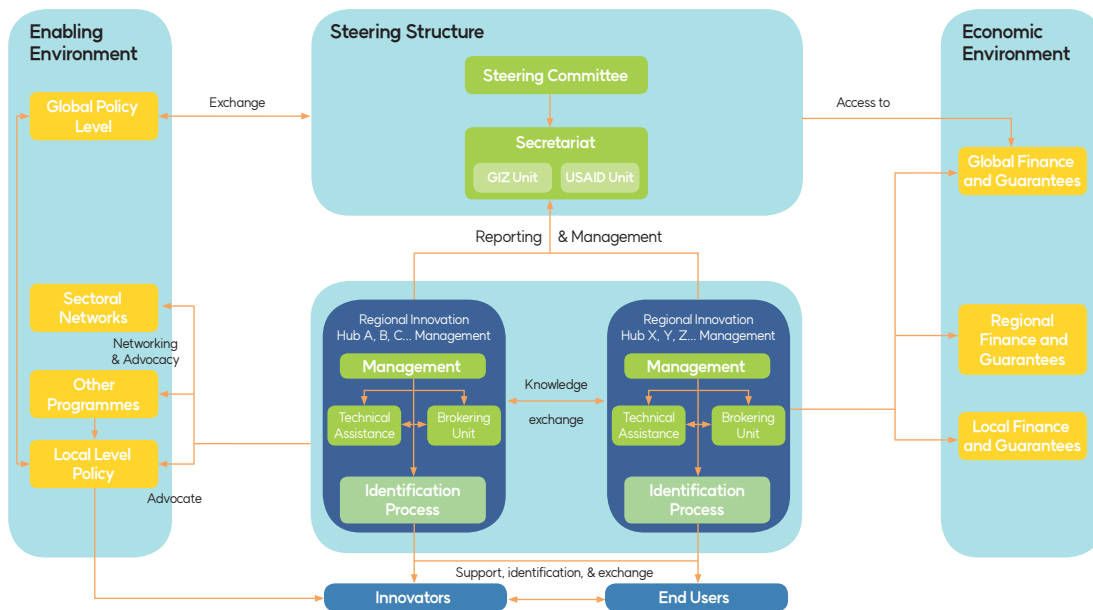 Enabling
Environment
Global Policy
Level
Exchange
Sectoral
Networks
Networking
& Advocacy
Other
Programmes
Local Level
Policy
Advocate
Steering Structure
Steering Committee
Secretariat
GIZ Unit
USAID Unit
Reporting & Management
Regional Innovation
Hub A, B, C... Management
Management
Technical
Assistance
Brokering
Unit
Identification
Process
Knowledge
exchange
Regional Innovation
Hub X, Y, Z... Management
Management
Technical
Assistance
Brokering
Unit
Identification
Process
Support, identification, & exchange
Innovators
End Users
Economic
Environment
Access to
Global Finance
and Guarantees
Regional
Finance and
Guarantees
Local Finance
and Guarantees